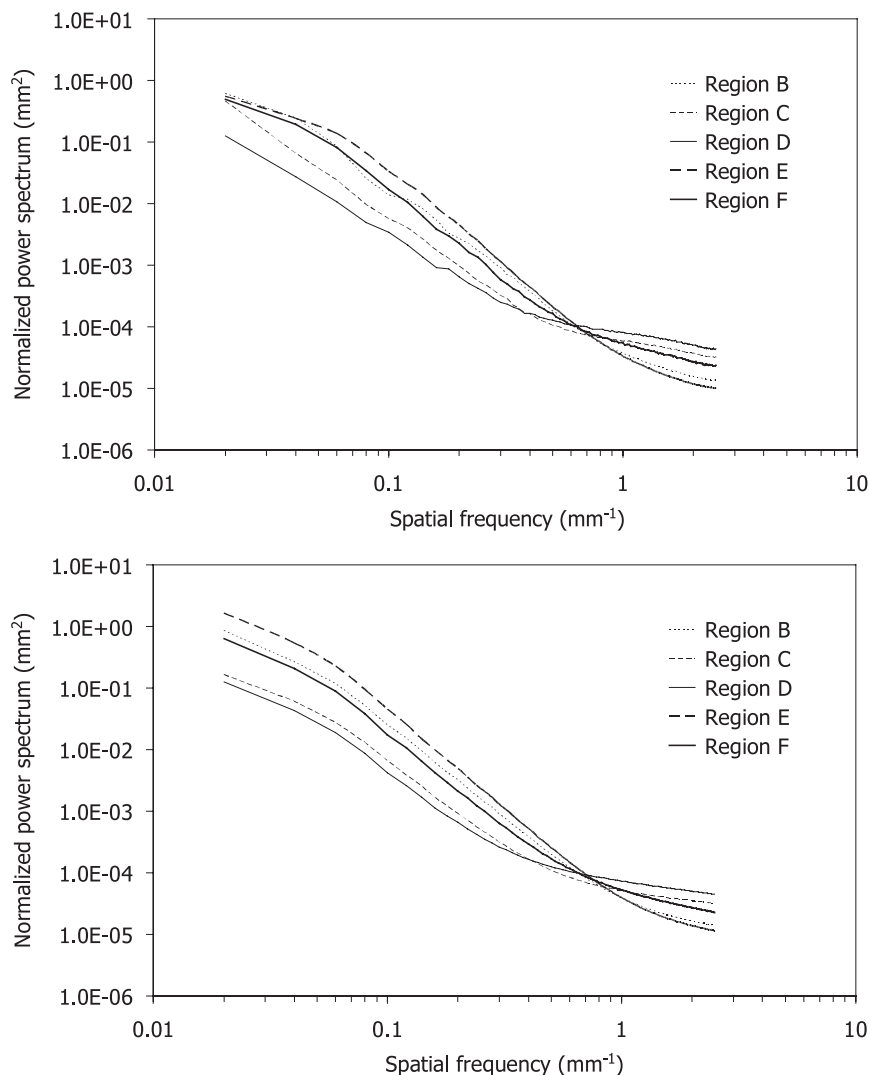 Normalized power spectrum (mm²)
1.0E+01
1.0E+00
1.0E-01
1.0E-02
1.0E-03
1.0E-04
1.0E-05
1.0E-06
Region B
Region C
Region D
Region E
Region F
0.01 0.1 1 10
Spatial frequency (mm⁻¹)
Normalized power spectrum (mm²)
1.0E+01
1.0E+00
1.0E-01
1.0E-02
1.0E-03
1.0E-04
1.0E-05
1.0E-06
Region B
Region C
Region D
Region E
Region F
0.01 0.1 1 10
Spatial frequency (mm⁻¹)